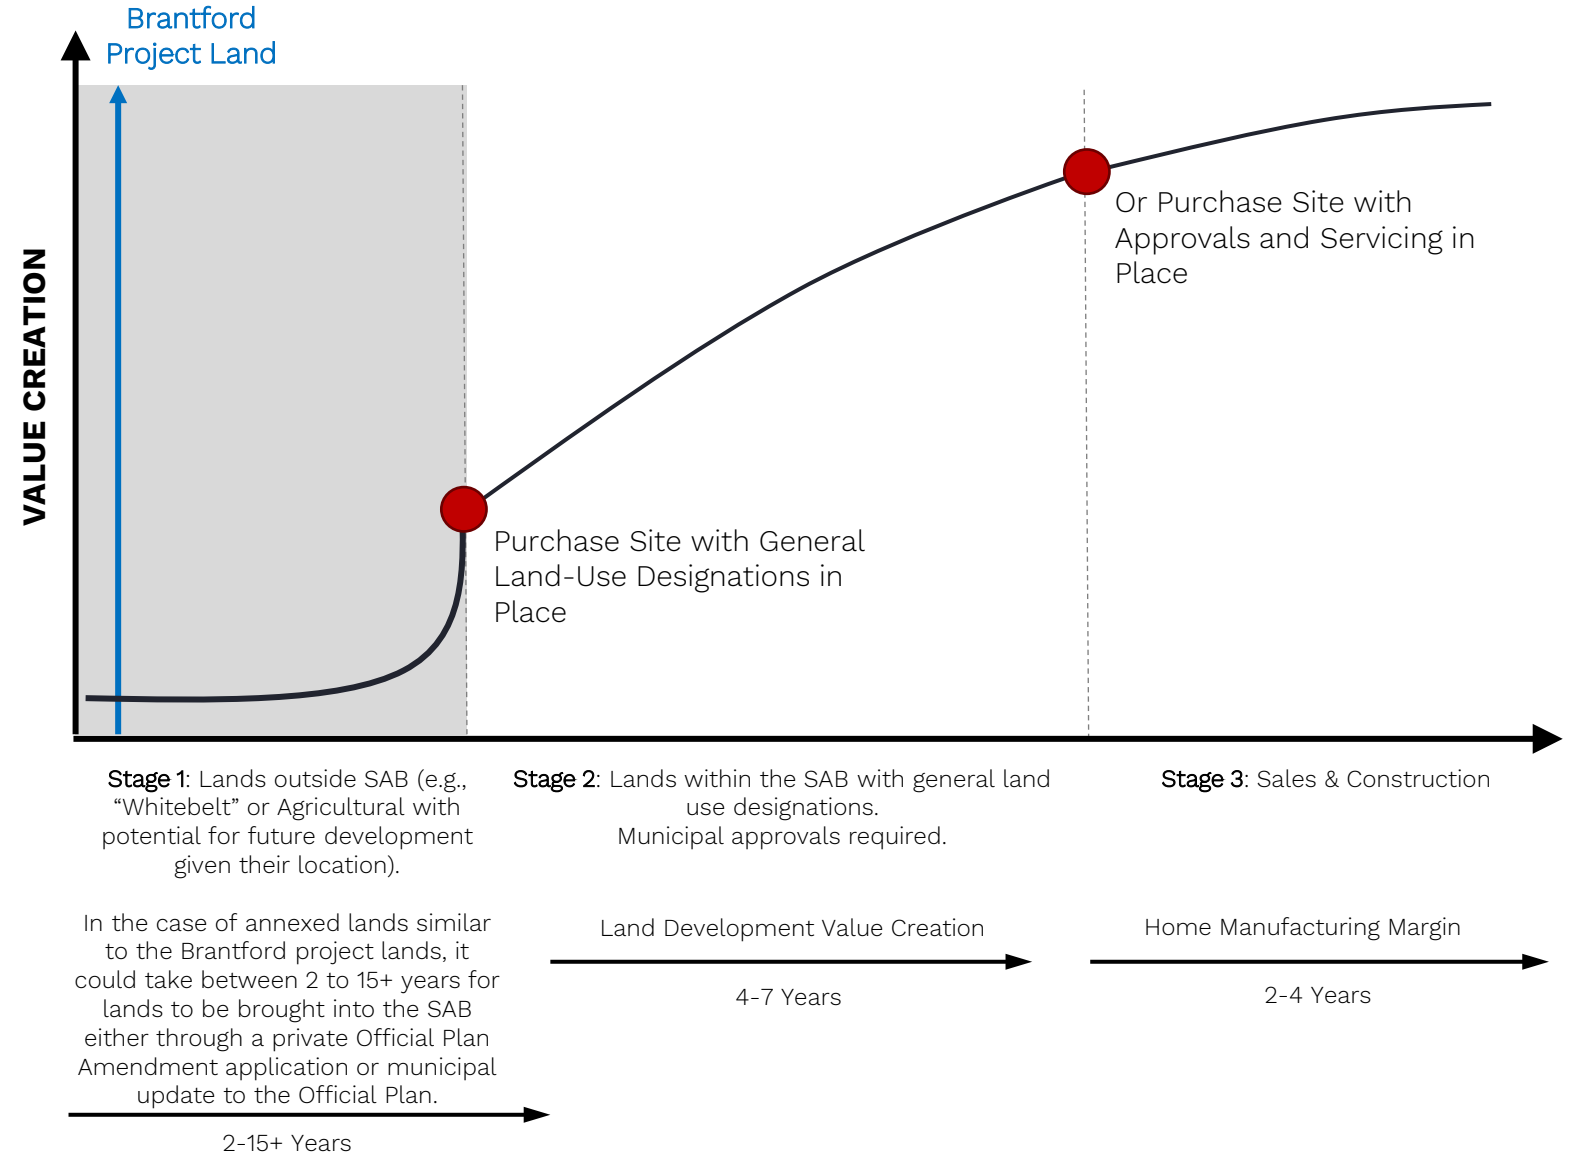 Brantford
Project Land
VALUE CREATION
Or Purchase Site with
Approvals and Servicing in
Place
Purchase Site with General
Land-Use Designations in
Place
Stage 1: Lands outside SAB (e.g.,
“Whitebelt” or Agricultural with
potential for future development
given their location).
In the case of annexed lands similar
to the Brantford project lands, it
could take between 2 to 15+ years for
lands to be brought into the SAB
either through a private Official Plan
Amendment application or municipal
update to the Official Plan.
2-15+ Years
Stage 2: Lands within the SAB with general land
use designations.
Municipal approvals required.
Land Development Value Creation
4-7 Years
Stage 3: Sales & Construction
Home Manufacturing Margin
2-4 Years